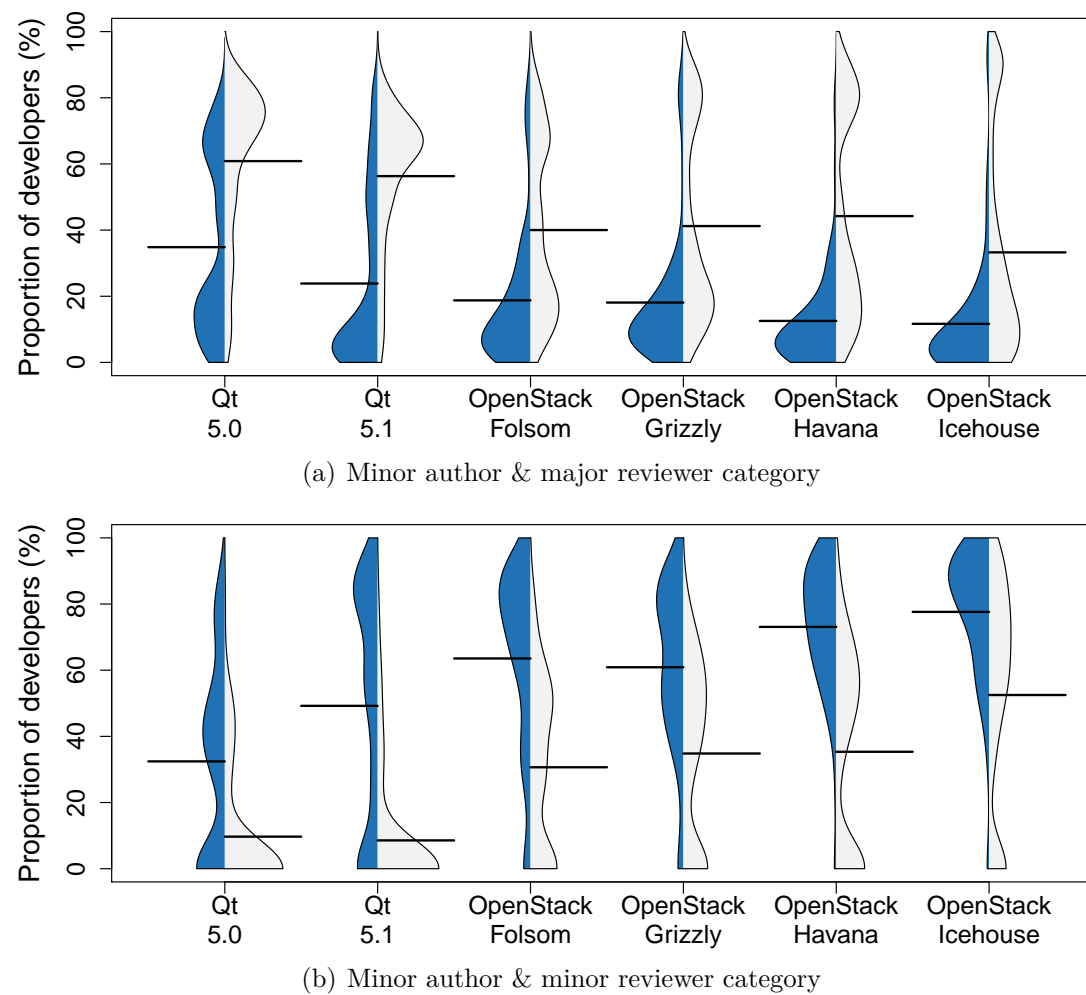 Proportion of developers (%)
100
80
60
40
20
0
Qt
5.0
Qt
5.1
OpenStack
Folsom
OpenStack
Grizzly
OpenStack
Havana
OpenStack
Icehouse
(a) Minor author & major reviewer category
Proportion of developers (%)
100
80
60
40
20
0
Qt
5.0
Qt
5.1
OpenStack
Folsom
OpenStack
Grizzly
OpenStack
Havana
OpenStack
Icehouse
(b) Minor author & minor reviewer category